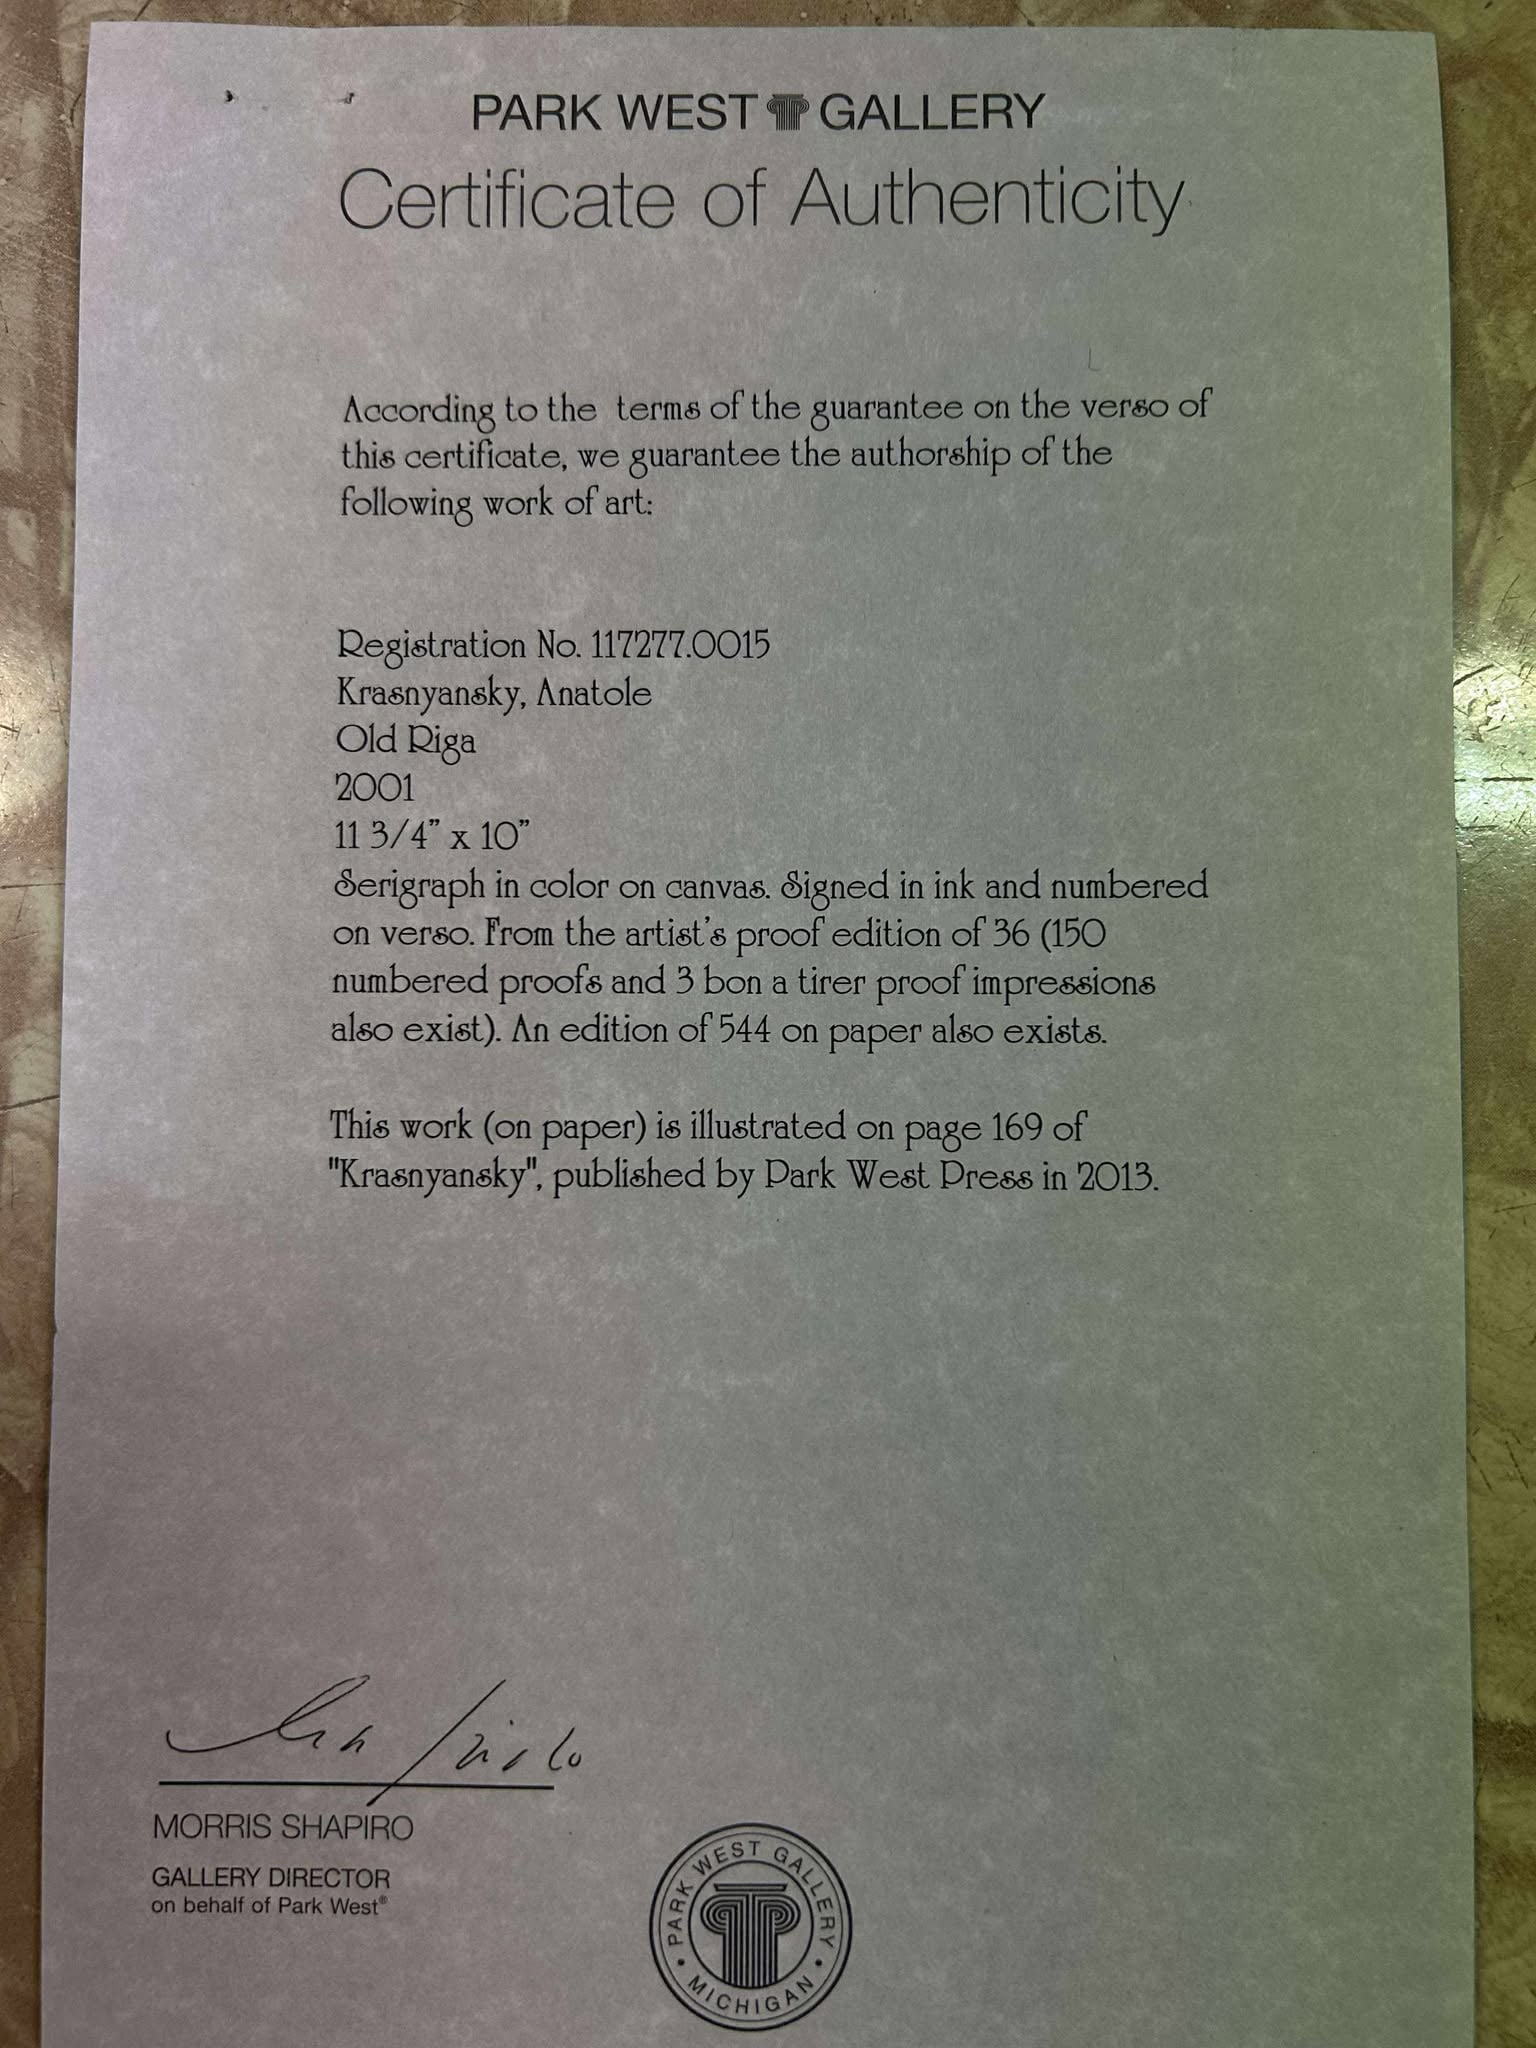 PARK WEST GALLERY
Certificate of Authenticity
According to the terms of the guarantee on the verso of
this certificate, we guarantee the authorship of the
following work of art:
Registration No. 117277.0015
Krasnyansky, Anatole
Old Riga
2001
11 3/4” x 10”
Serigraph in color on canvas. Signed in ink and numbered
on verso. From the artist’s proof edition of 36 (150
numbered proofs and 3 bon a tirer proof impressions
also exist). An edition of 544 on paper also exists.
This work (on paper) is illustrated on page 169 of
"Krasnyansky", published by Park West Press in 2013.
MORRIS SHAPIRO
GALLERY DIRECTOR
on behalf of Park West®
PARK WEST GALLERY
• MICHIGAN •